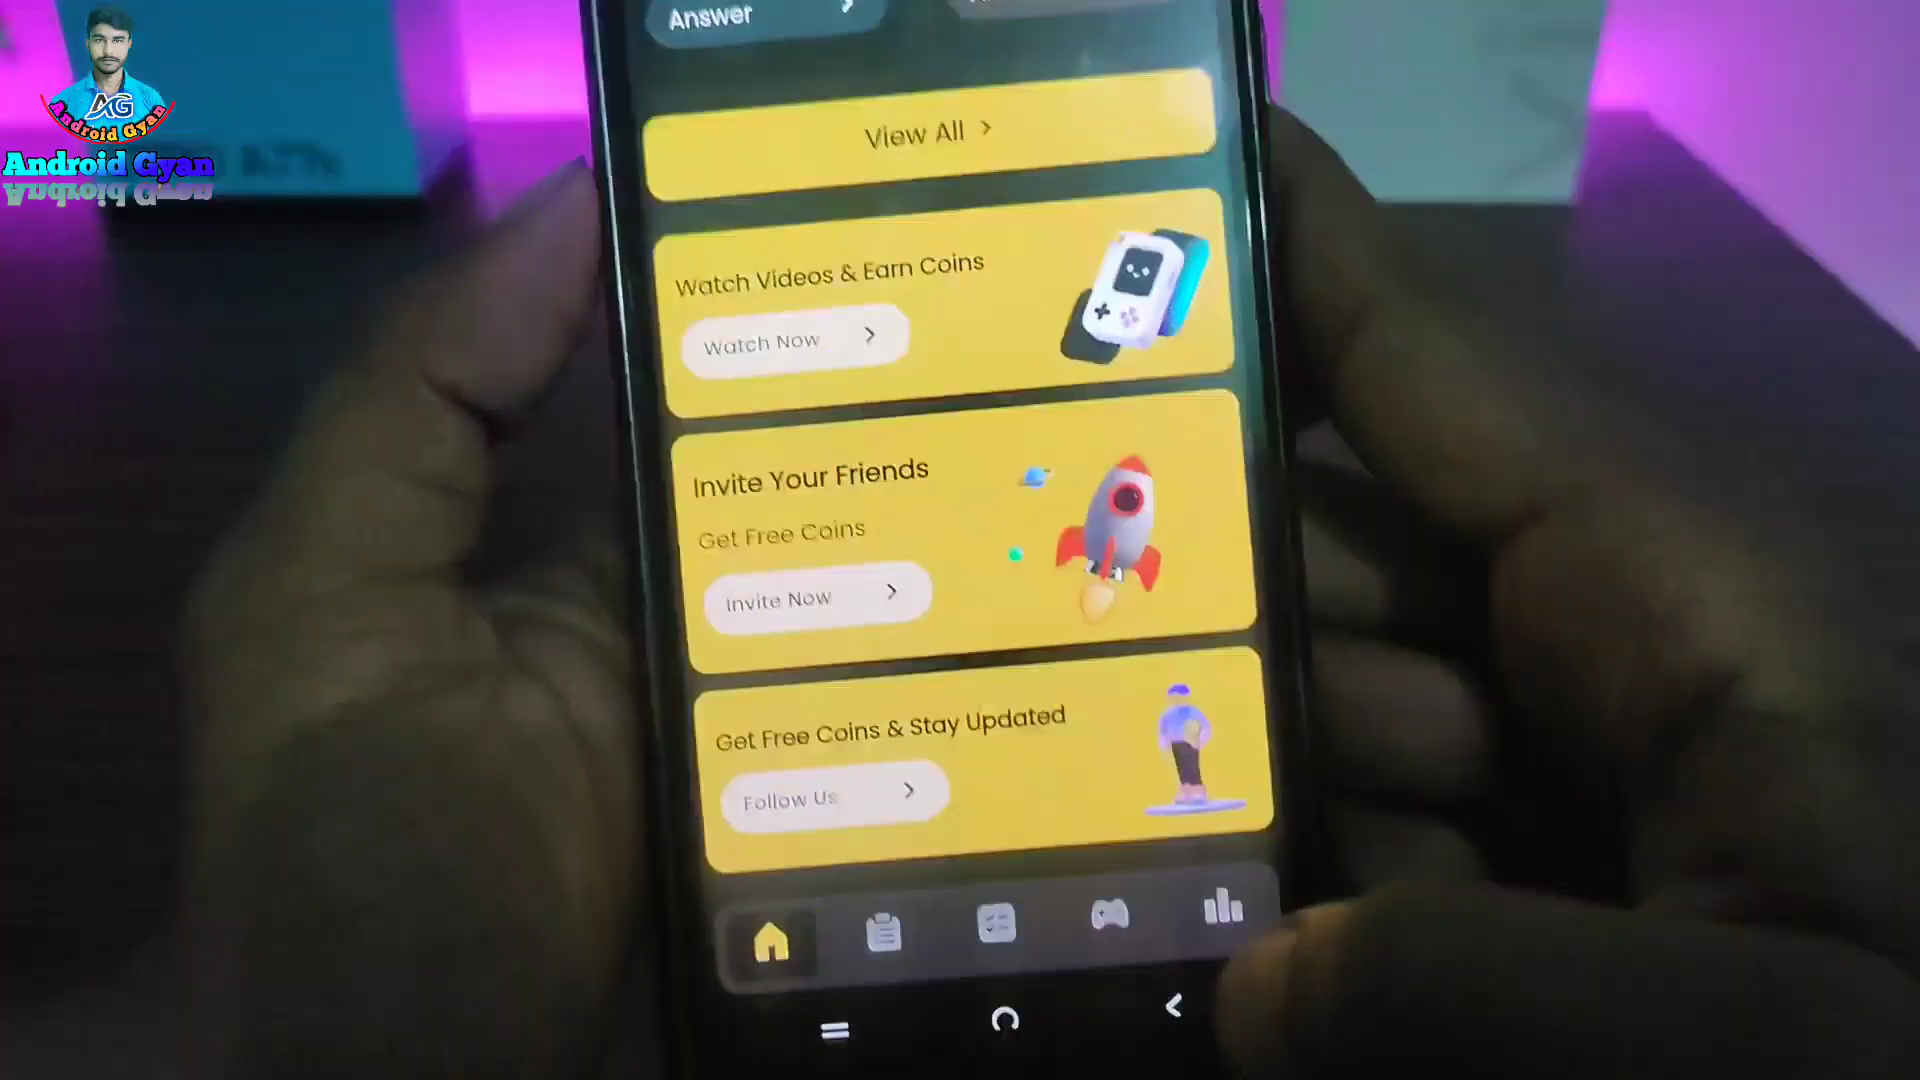 AG
Android Gyan
Android Gyan
Answer
View All
Watch Videos & Earn Coins
Watch Now
Invite Your Friends
Get Free Coins
Invite Now
Get Free Coins & Stay Updated
Follow Us